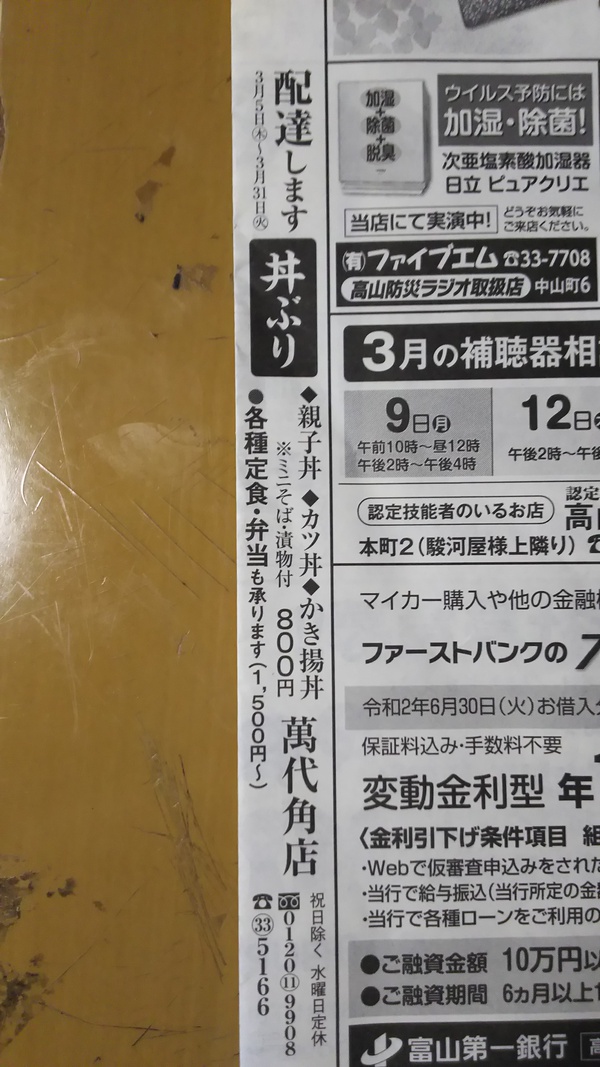 配達します
3月5日㊍~3月31日㊋
丼ぶり
◆親子丼 ◆カツ丼 ◆かき揚丼
※ミニそば・漬物付 800円
●各種定食・弁当も承ります(1,500円~)
萬代角店
祝日除く 水曜日定休
0120⑪9908
☎㉝5166
加湿
+
除菌
+
脱臭
ウイルス予防には
加湿・除菌!
次亜塩素酸加湿器
日立 ピュアクリエ
当店にて実演中!
どうぞお気軽に
ご来店ください。
㈲ファイブエム ☎33-7708
高山防災ラジオ取扱店 中山町6
3月の補聴器相
9日㊊
午前10時~昼12時
午後2時~午後4時
12日
午後2時~午後
認定技能者のいるお店
認定
高
本町2(駿河屋様上隣り) ☎
マイカー購入や他の金融
ファーストバンクの 7
令和2年6月30日(火)お借入
保証料込み・手数料不要
変動金利型 年
〈金利引下げ条件項目 組
・Webで仮審査申込みをされた
・当行で給与振込(当行所定の金
・当行で各種ローンをご利用の
●ご融資金額 10万円以
●ご融資期間 6ヵ月以上1
富山第一銀行